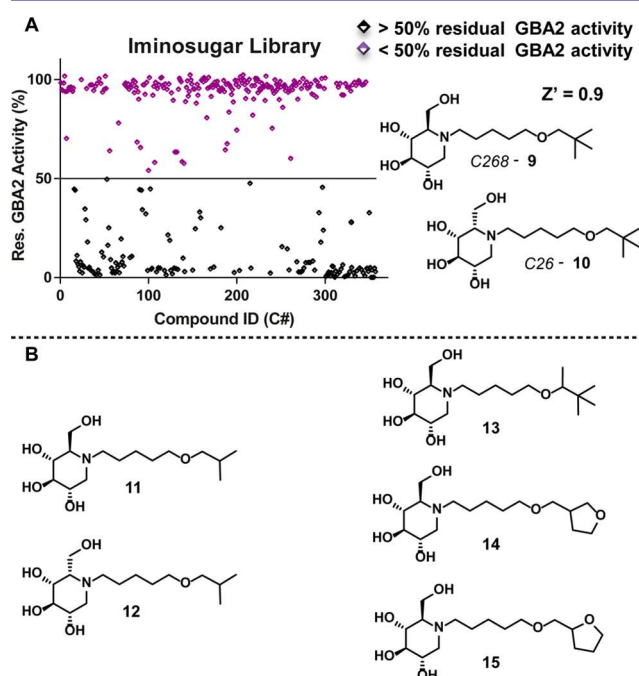 A
Iminosugar Library
> 50% residual GBA2 activity
< 50% residual GBA2 activity
Z' = 0.9
Res. GBA2 Activity (%)
100
50
0
0
100
200
300
Compound ID (C#)
OH
HO
N
O
HO
OH
C268 - 9
OH
HO
N
O
HO
OH
C26 - 10
B
OH
HO
N
O
HO
OH
11
OH
HO
N
O
HO
OH
12
OH
HO
N
O
HO
OH
13
OH
HO
N
O
O
HO
OH
14
OH
HO
N
O
O
HO
OH
15